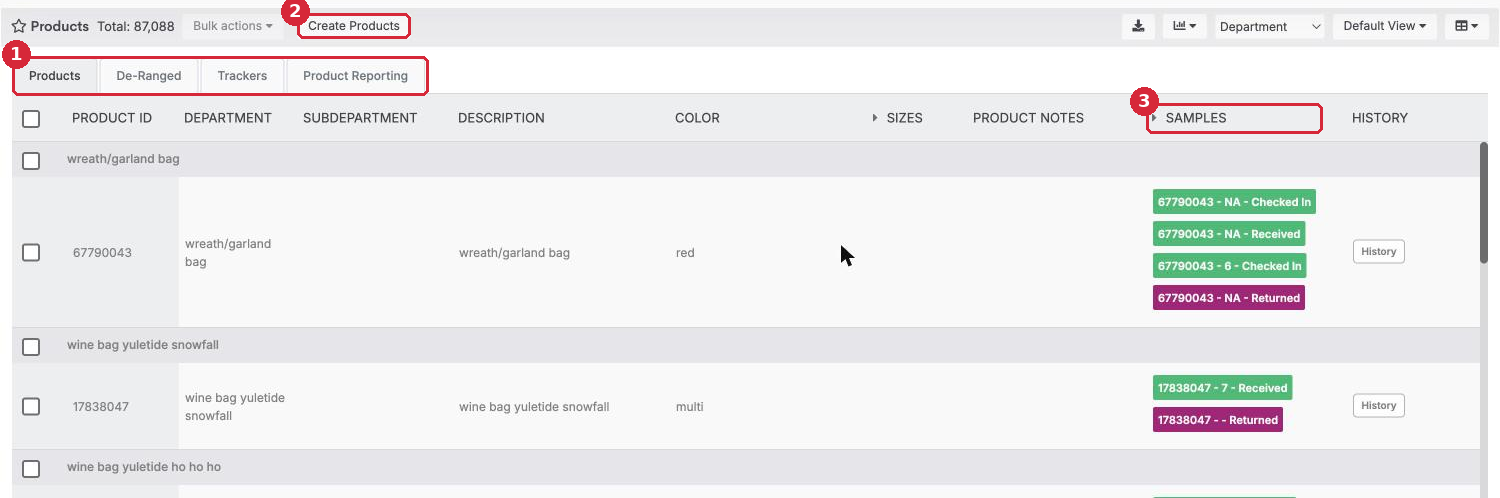 2
Products Total: 87,088 Bulk actions Create Products Department Default View
1
Products De-Ranged Trackers Product Reporting
3
PRODUCT ID DEPARTMENT SUBDEPARTMENT DESCRIPTION COLOR SIZES PRODUCT NOTES SAMPLES HISTORY
wreath/garland bag
67790043
wreath/garland
bag
wreath/garland bag
red
67790043 - NA - Checked In
67790043 - NA - Received
67790043 - 6 - Checked In
67790043 - NA - Returned
History
wine bag yuletide snowfall
17838047
wine bag yuletide
snowfall
wine bag yuletide snowfall
multi
17838047 - 7 - Received
17838047 - - Returned
History
wine bag yuletide ho ho ho